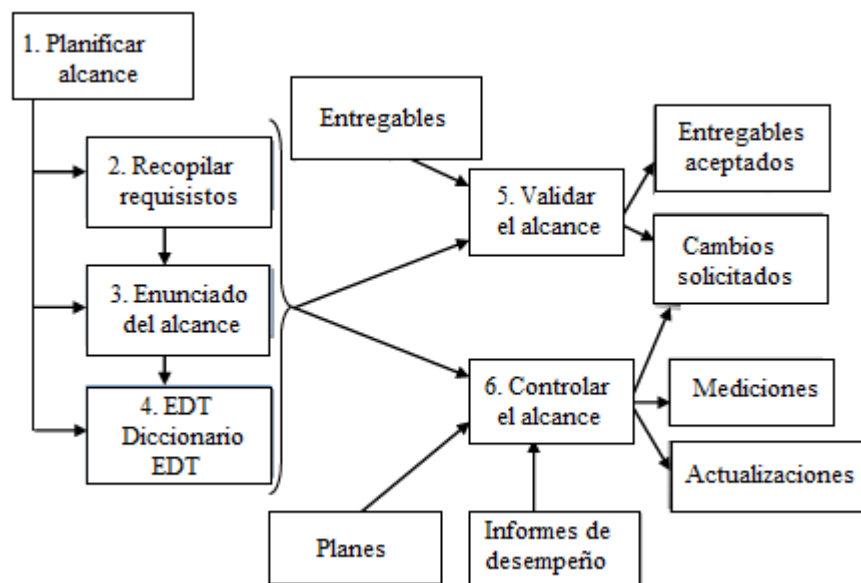 1. Planificar
alcance
2. Recopilar
requisistos
3. Enunciado
del alcance
4. EDT
Diccionario
EDT
Entregables
5. Validar
el alcance
Entregables
aceptados
Cambios
solicitados
6. Controlar
el alcance
Mediciones
Actualizaciones
Planes
Informes de
desempeño